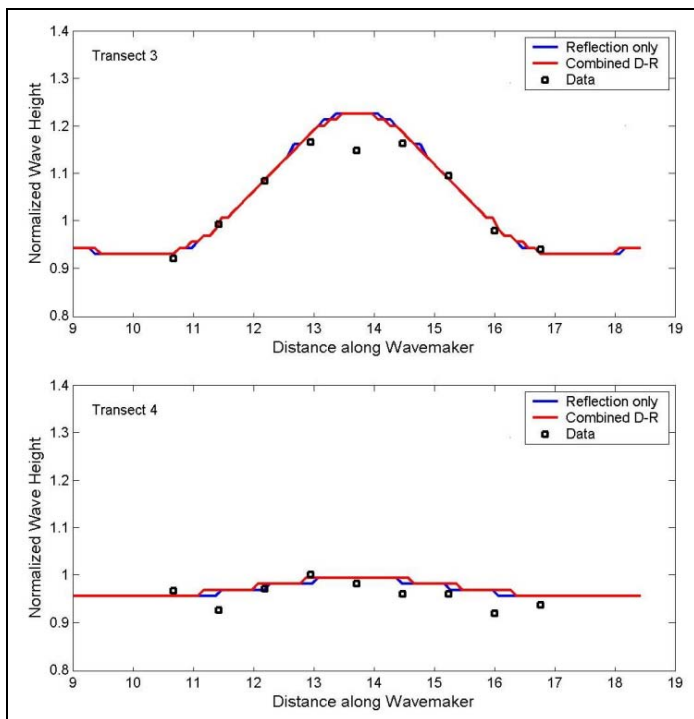 Transect 3
Reflection only
Combined D-R
Data
Normalized Wave Height
1.4
1.3
1.2
1.1
1
0.9
0.8
9 10 11 12 13 14 15 16 17 18 19
Distance along Wavemaker
Transect 4
Reflection only
Combined D-R
Data
Normalized Wave Height
1.4
1.3
1.2
1.1
1
0.9
0.8
9 10 11 12 13 14 15 16 17 18 19
Distance along Wavemaker